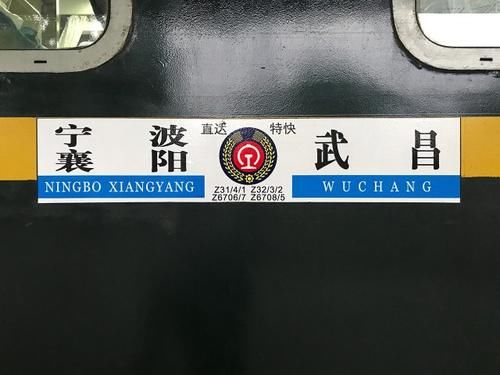 宁波
襄阳
NINGBO XIANGYANG
直送 特快
Z31/4/1 Z32/3/2
Z6706/7 Z6708/5
武昌
WUCHANG